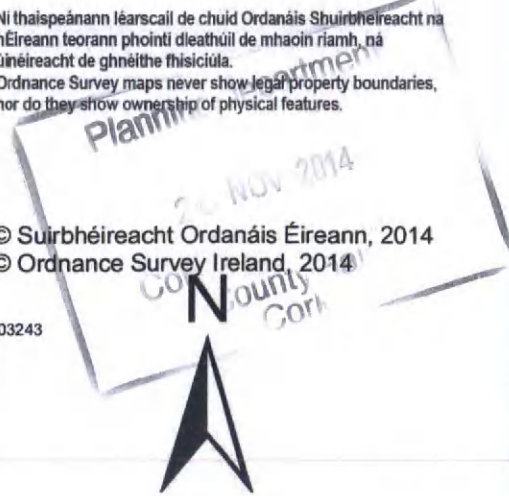 Ní thaispeánann léarscail de chuid Ordanáis Shuirbhéireacht na
hÉireann teorann phointi dleathúil de mhaoin riamh, ná
úinéireacht de ghnéithe fhisiciúla.
Ordnance Survey maps never show legal property boundaries,
nor do they show ownership of physical features.
Planning Department
NOV 2014
© Suirbhéireacht Ordanáis Éireann, 2014
© Ordnance Survey Ireland, 2014
County
Cork
N
03243